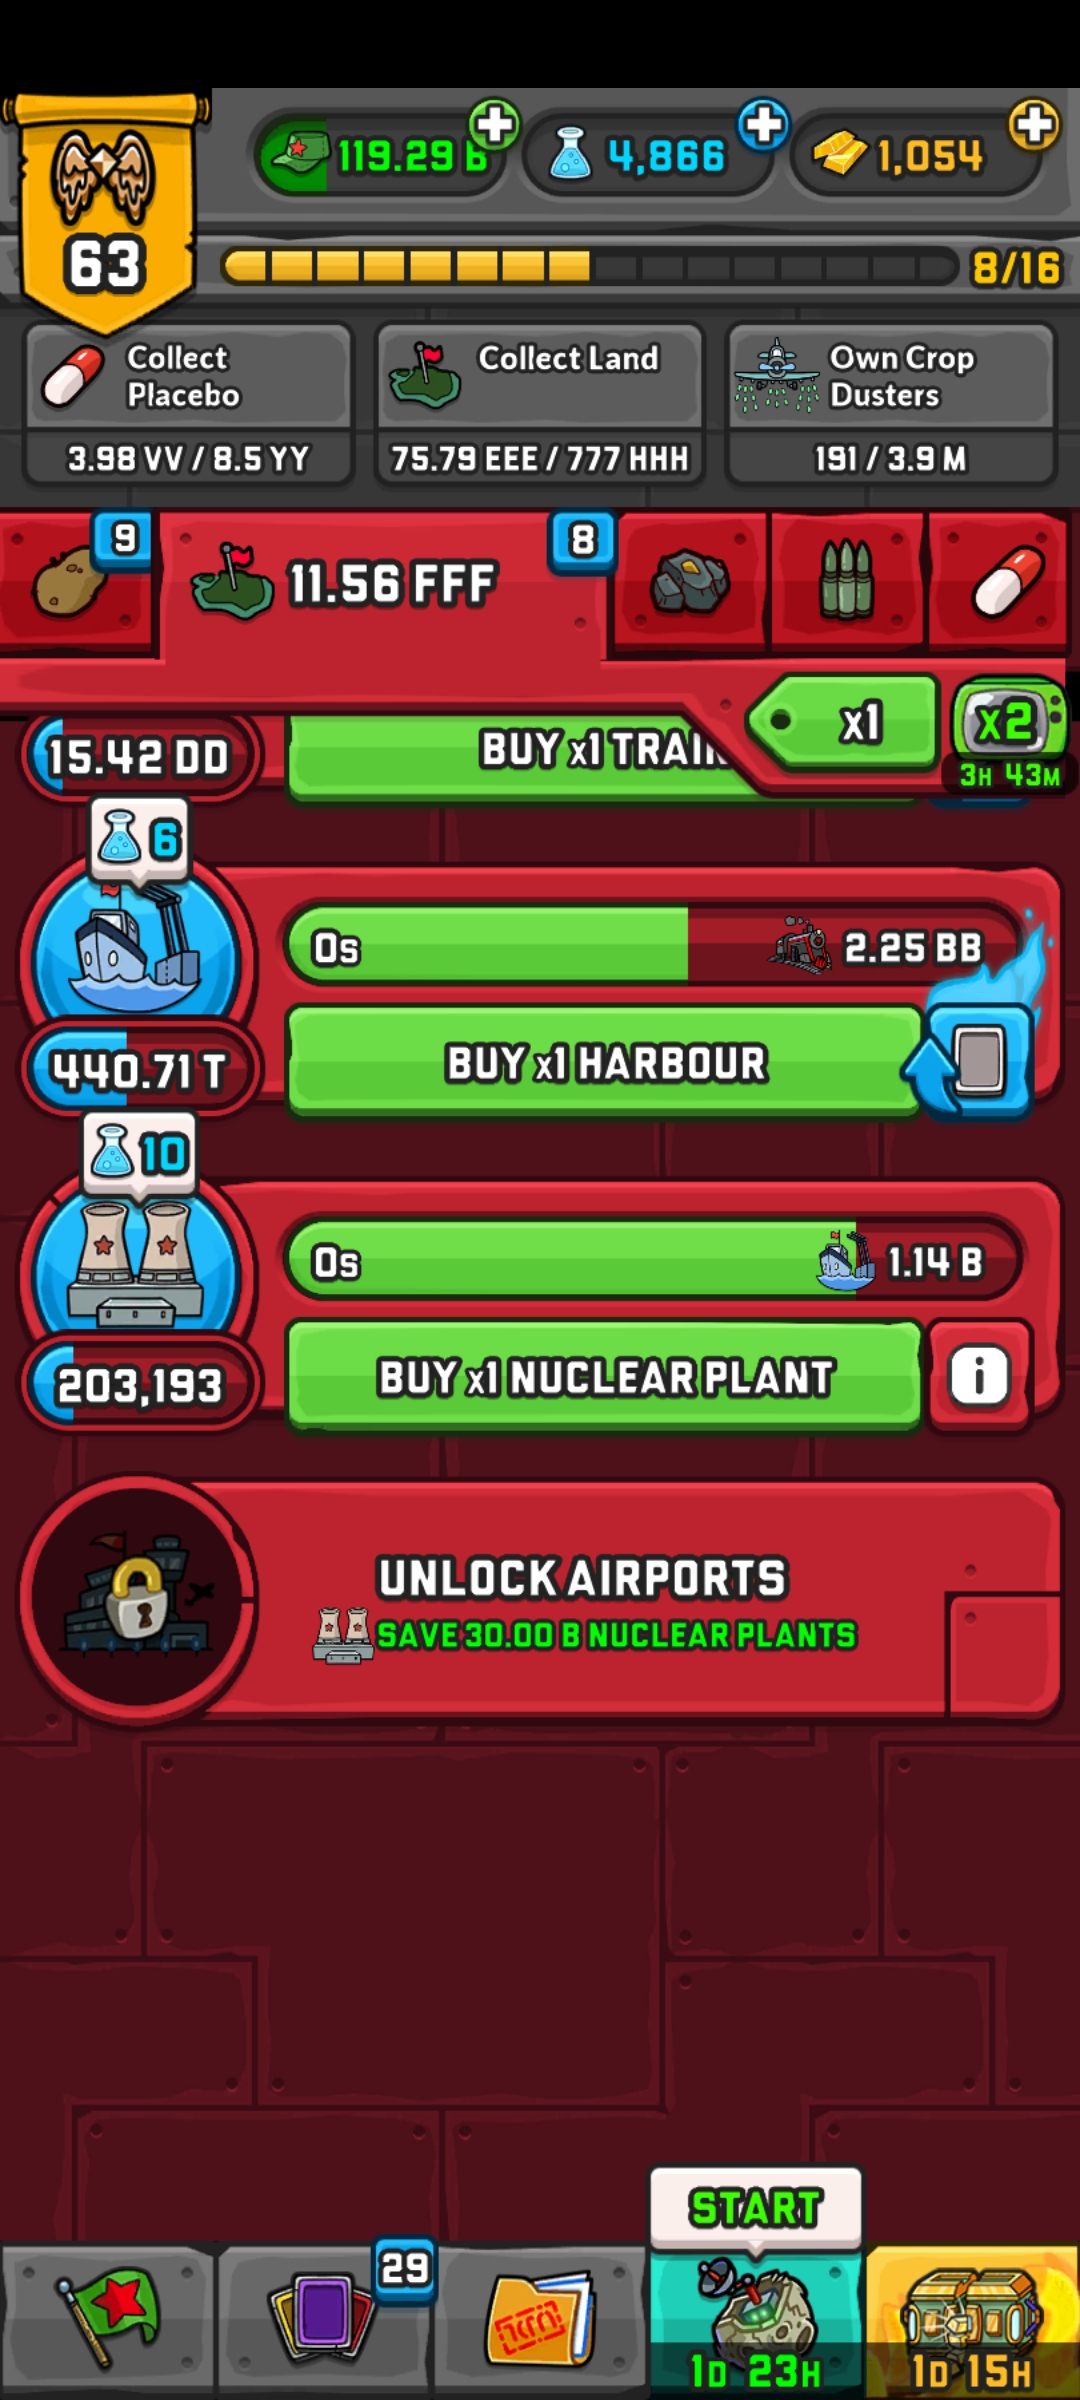 119.29 B
4,866
1,054
63
8/16
Collect
Placebo
3.98 VV / 8.5 YY
Collect Land
75.79 EEE / 777 HHH
Own Crop
Dusters
191 / 3.9 M
9
11.56 FFF
8
x1
x2
3H 43M
15.42 DD
BUY x1
6
0s
2.25 BB
440.71 T
BUY x1 HARBOUR
10
0s
1.14 B
203,193
BUY x1 NUCLEAR PLANT
i
UNLOCK AIRPORTS
SAVE 30.00 B NUCLEAR PLANTS
START
29
1D 23H
1D 15H